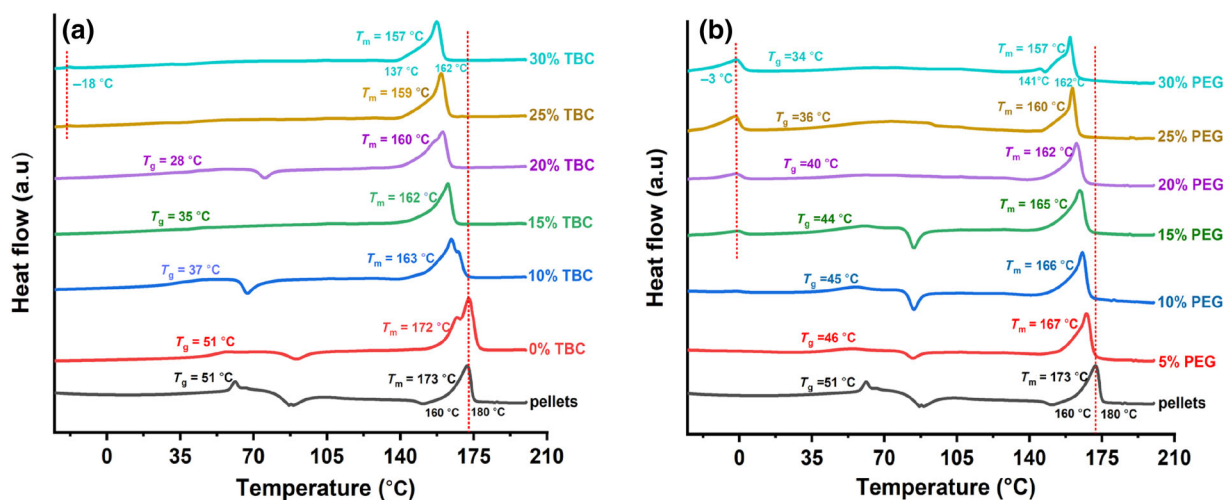 (a)
Tm = 157 °C
30% TBC
137 °C 162 °C
–18 °C
Tm = 159 °C
25% TBC
Tm = 160 °C
Tg = 28 °C
20% TBC
Tm = 162 °C
Tg = 35 °C
15% TBC
Tm = 163 °C
Tg = 37 °C
10% TBC
Tm = 172 °C
Tg = 51 °C
0% TBC
Tg = 51 °C
Tm = 173 °C
pellets
160 °C 180 °C
Heat flow (a.u)
0 35 70 105 140 175 210
Temperature (°C)
(b)
Tm = 157 °C
Tg =34 °C
30% PEG
–3 °C
141°C 162°C
Tm = 160 °C
Tg =36 °C
25% PEG
Tm = 162 °C
Tg =40 °C
20% PEG
Tm = 165 °C
Tg =44 °C
15% PEG
Tm = 166 °C
Tg =45 °C
10% PEG
Tm = 167 °C
Tg =46 °C
5% PEG
Tm = 173 °C
Tg =51 °C
pellets
160 °C 180 °C
Heat flow (a.u)
0 35 70 105 140 175 210
Temperature (°C)